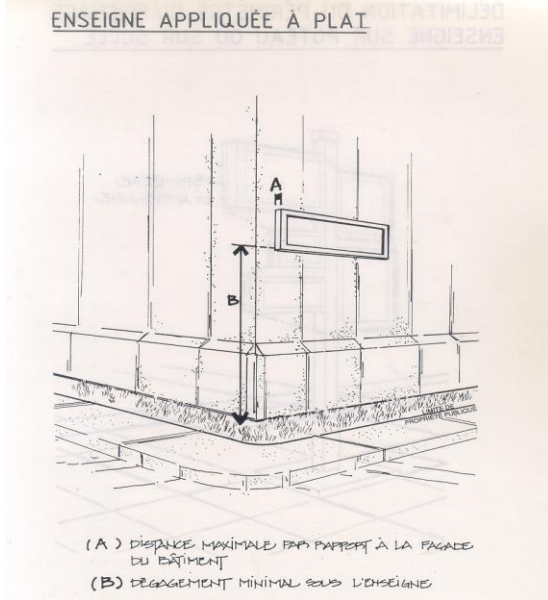 ENSEIGNE APPLIQUÉE À PLAT
A
B
LIMITE DE
PROPRIÉTÉ PUBLIQUE
(A) DISTANCE MAXIMALE PAR RAPPORT À LA FAÇADE
DU BÂTIMENT
(B) DÉGAGEMENT MINIMAL SOUS L'ENSEIGNE